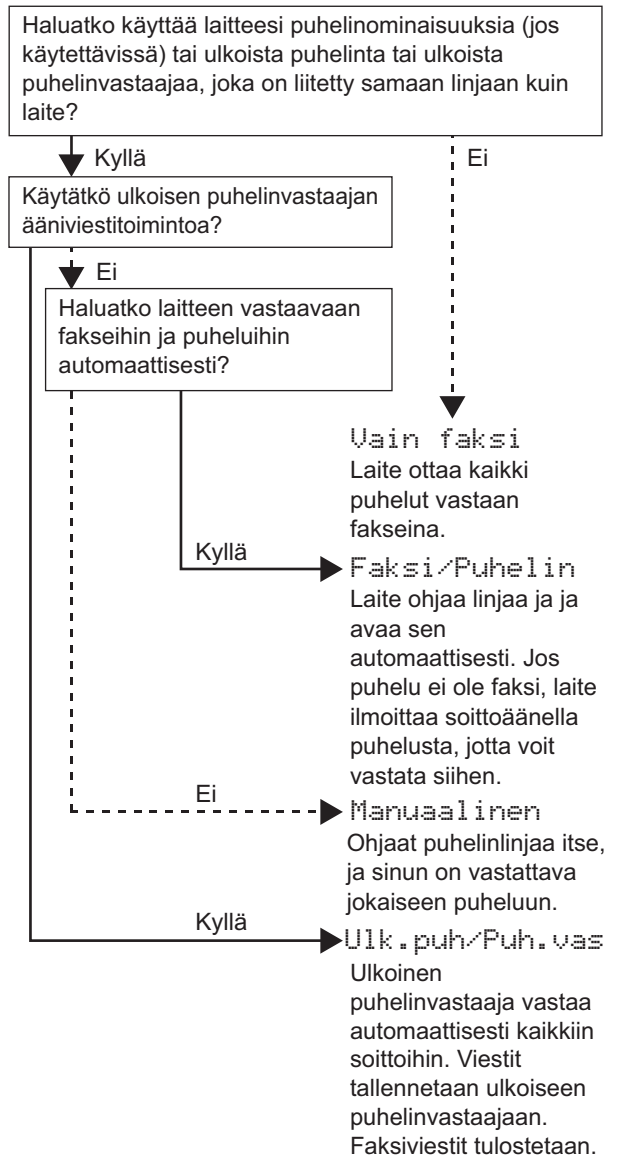 Haluatko käyttää laitteesi puhelinominaisuuksia (jos
käytettävissä) tai ulkoista puhelinta tai ulkoista
puhelinvastaajaa, joka on liitetty samaan linjaan kuin
laite?
Kyllä
Ei
Käytätkö ulkoisen puhelinvastaajan
ääniviestitoimintoa?
Ei
Haluatko laitteen vastaavaan
fakseihin ja puheluihin
automaattisesti?
Vain faksi
Laite ottaa kaikki
puhelut vastaan
fakseina.
Kyllä
Faksi/Puhelin
Laite ohjaa linjaa ja ja
avaa sen
automaattisesti. Jos
puhelu ei ole faksi, laite
ilmoittaa soittoäänella
puhelusta, jotta voit
vastata siihen.
Ei
Manuaalinen
Ohjaat puhelinlinjaa itse,
ja sinun on vastattava
jokaiseen puheluun.
Kyllä
Ulk.puh/Puh.vas
Ulkoinen
puhelinvastaaja vastaa
automaattisesti kaikkiin
soittoihin. Viestit
tallennetaan ulkoiseen
puhelinvastaajaan.
Faksiviestit tulostetaan.